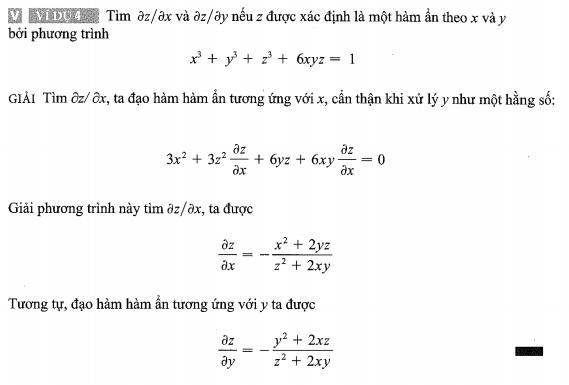 V VÍ DỤ 4 Tìm ∂z/∂x và ∂z/∂y nếu z được xác định là một hàm ẩn theo x và y
bởi phương trình
x³ + y³ + z³ + 6xyz = 1
GIẢI Tìm ∂z/∂x, ta đạo hàm hàm ẩn tương ứng với x, cẩn thận khi xử lý y như một hằng số:
3x² + 3z² ∂z/∂x + 6yz + 6xy ∂z/∂x = 0
Giải phương trình này tìm ∂z/∂x, ta được
∂z/∂x = − (x² + 2yz)/(z² + 2xy)
Tương tự, đạo hàm hàm ẩn tương ứng với y ta được
∂z/∂y = − (y² + 2xz)/(z² + 2xy)